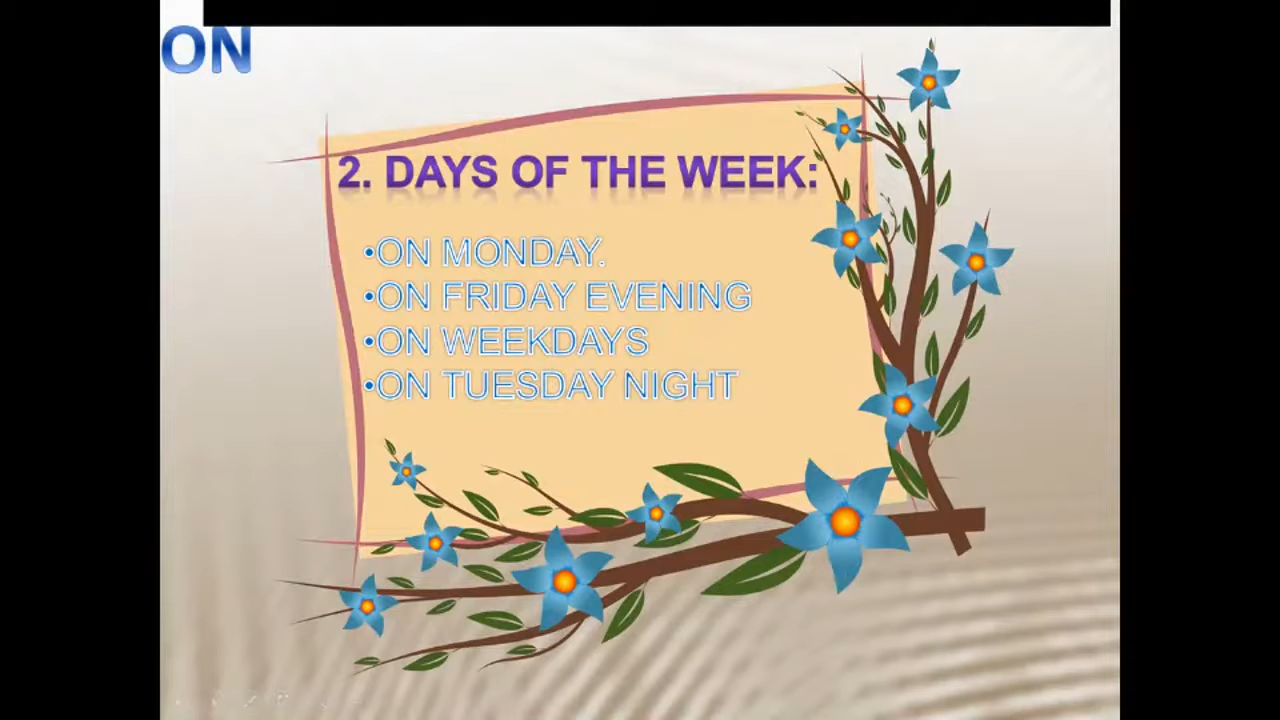 ON
2. DAYS OF THE WEEK:
•ON MONDAY.
•ON FRIDAY EVENING
•ON WEEKDAYS
•ON TUESDAY NIGHT